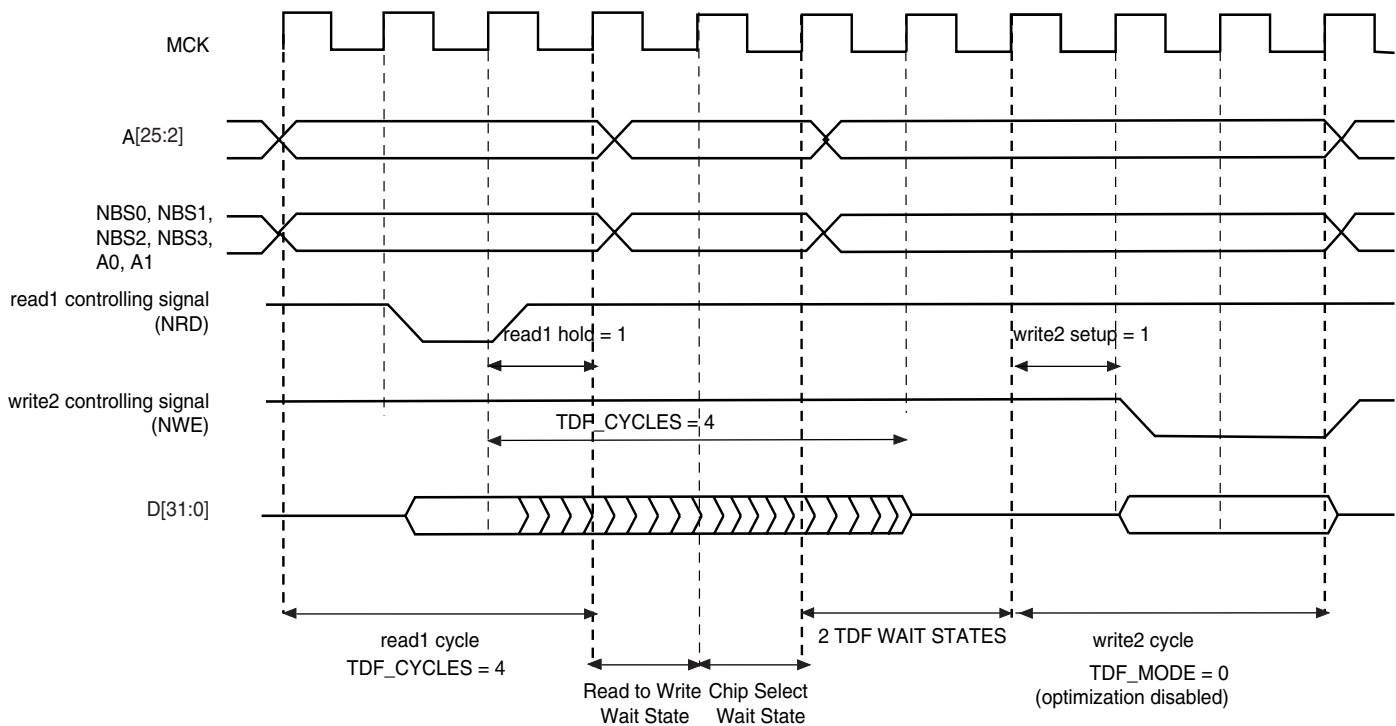 MCK
A[25:2]
NBS0, NBS1,
NBS2, NBS3,
A0, A1
read1 controlling signal
(NRD)
read1 hold = 1
write2 setup = 1
write2 controlling signal
(NWE)
TDF_CYCLES = 4
D[31:0]
read1 cycle
TDF_CYCLES = 4
2 TDF WAIT STATES
write2 cycle
TDF_MODE = 0
(optimization disabled)
Read to Write
Wait State
Chip Select
Wait State